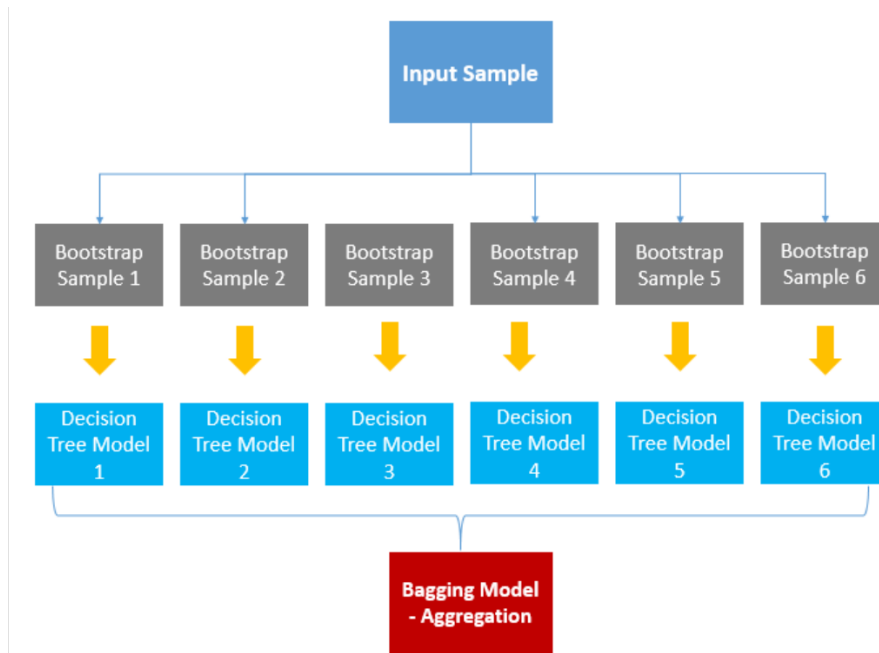 Input Sample
Bootstrap
Sample 1
Bootstrap
Sample 2
Bootstrap
Sample 3
Bootstrap
Sample 4
Bootstrap
Sample 5
Bootstrap
Sample 6
Decision
Tree Model
1
Decision
Tree Model
2
Decision
Tree Model
3
Decision
Tree Model
4
Decision
Tree Model
5
Decision
Tree Model
6
Bagging Model
- Aggregation